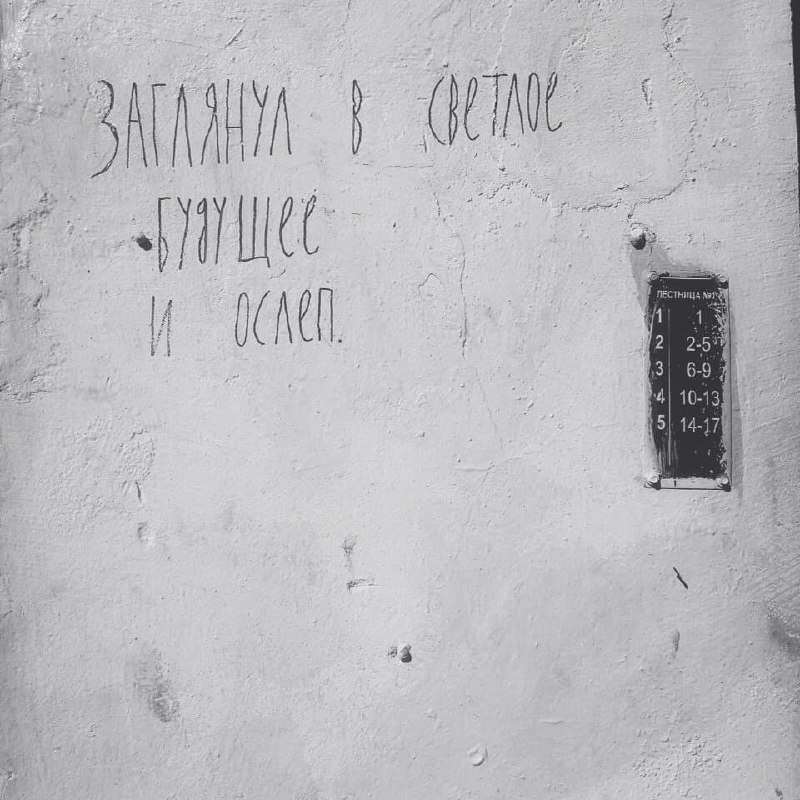 ЗАГЛЯНУЛ В СВЕТЛОЕ
БУДУЩЕЕ
И ОСЛЕП.
ЛЕСТНИЦА №1
1 1
2 2-5
3 6-9
4 10-13
5 14-17